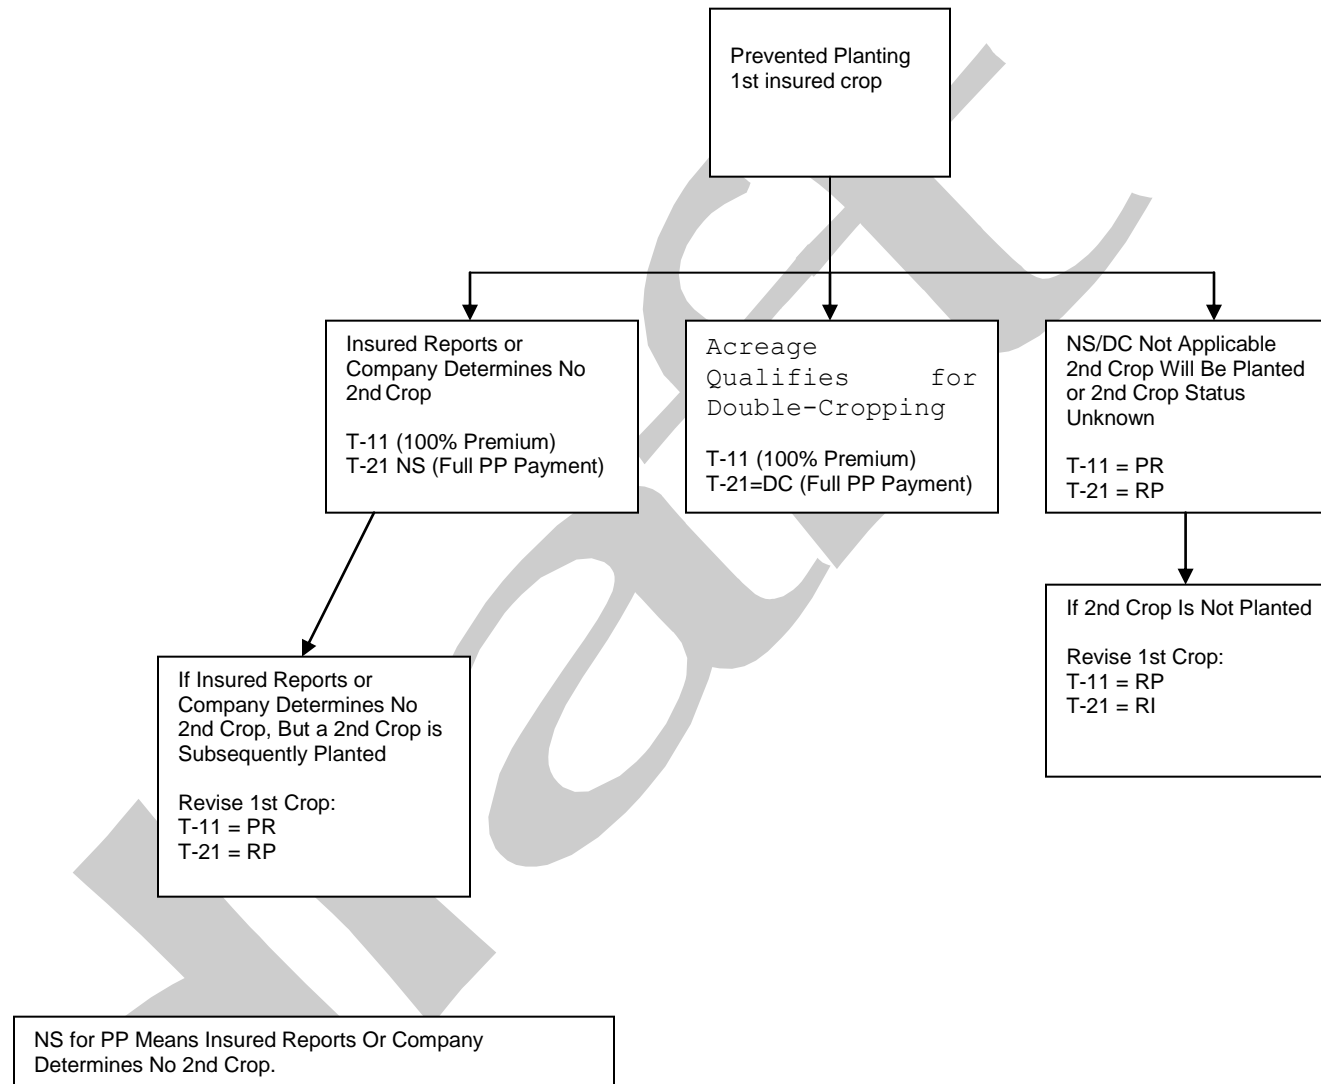 Prevented Planting
1st insured crop
Insured Reports or
Company Determines No
2nd Crop
T-11 (100% Premium)
T-21 NS (Full PP Payment)
Acreage
Qualifies for
Double-Cropping
T-11 (100% Premium)
T-21=DC (Full PP Payment)
NS/DC Not Applicable
2nd Crop Will Be Planted
or 2nd Crop Status
Unknown
T-11 = PR
T-21 = RP
If Insured Reports or
Company Determines No
2nd Crop, But a 2nd Crop is
Subsequently Planted
Revise 1st Crop:
T-11 = PR
T-21 = RP
If 2nd Crop Is Not Planted
Revise 1st Crop:
T-11 = RP
T-21 = RI
NS for PP Means Insured Reports Or Company
Determines No 2nd Crop.